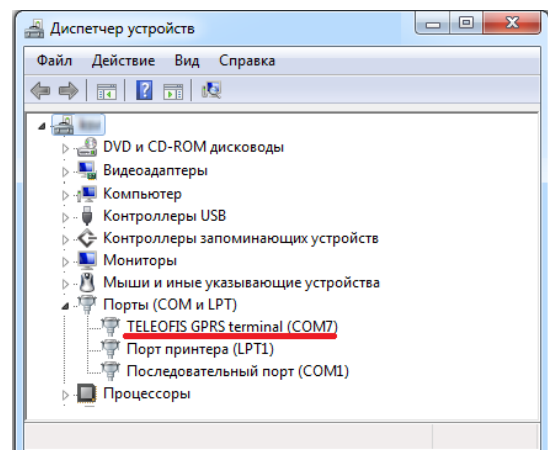 Диспетчер устройств
Файл Действие Вид Справка
DVD и CD-ROM дисководы
Видеоадаптеры
Компьютер
Контроллеры USB
Контроллеры запоминающих устройств
Мониторы
Мыши и иные указывающие устройства
Порты (COM и LPT)
TELEOFIS GPRS terminal (COM7)
Порт принтера (LPT1)
Последовательный порт (COM1)
Процессоры